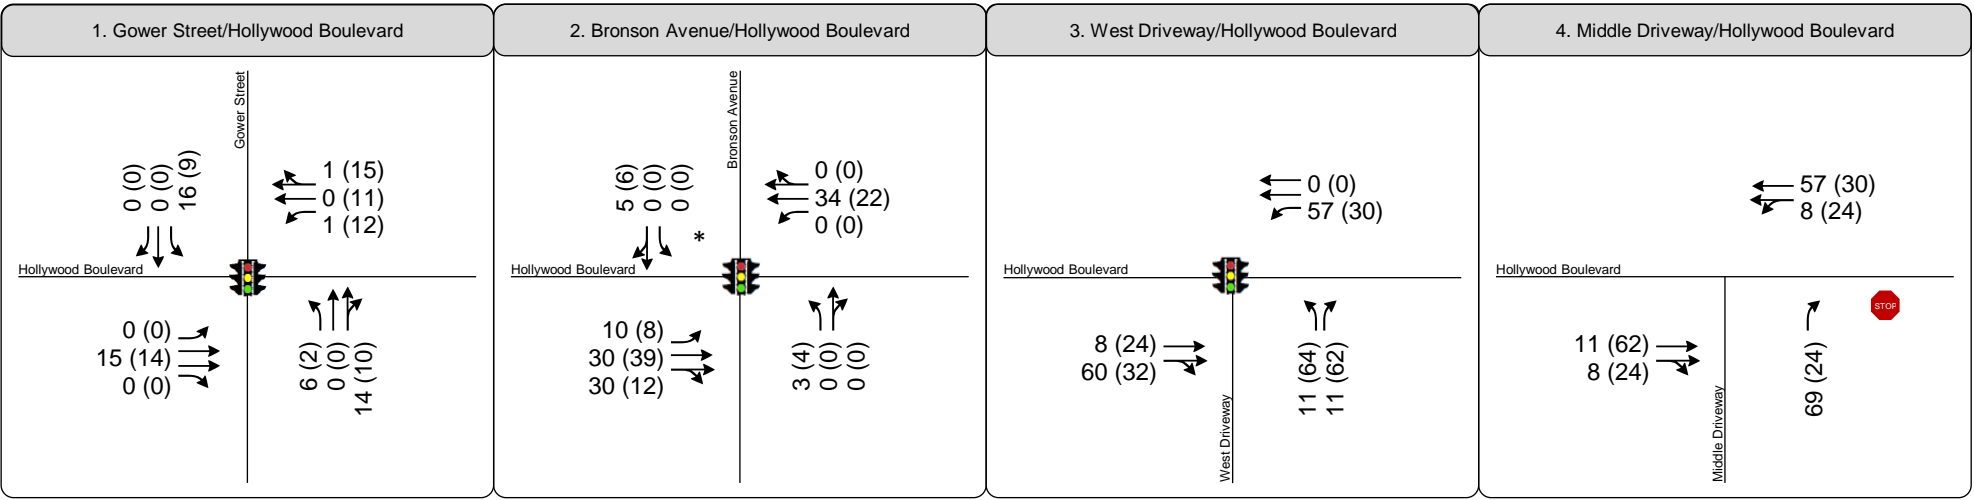 1. Gower Street/Hollywood Boulevard
Gower Street
0 (0)
0 (0)
16 (9)
1 (15)
0 (11)
1 (12)
Hollywood Boulevard
0 (0)
15 (14)
0 (0)
6 (2)
0 (0)
14 (10)
2. Bronson Avenue/Hollywood Boulevard
Bronson Avenue
5 (6)
0 (0)
0 (0)
*
0 (0)
34 (22)
0 (0)
Hollywood Boulevard
10 (8)
30 (39)
30 (12)
3 (4)
0 (0)
0 (0)
3. West Driveway/Hollywood Boulevard
0 (0)
57 (30)
Hollywood Boulevard
8 (24)
60 (32)
11 (64)
11 (62)
West Driveway
4. Middle Driveway/Hollywood Boulevard
57 (30)
8 (24)
Hollywood Boulevard
STOP
11 (62)
8 (24)
69 (24)
Middle Driveway